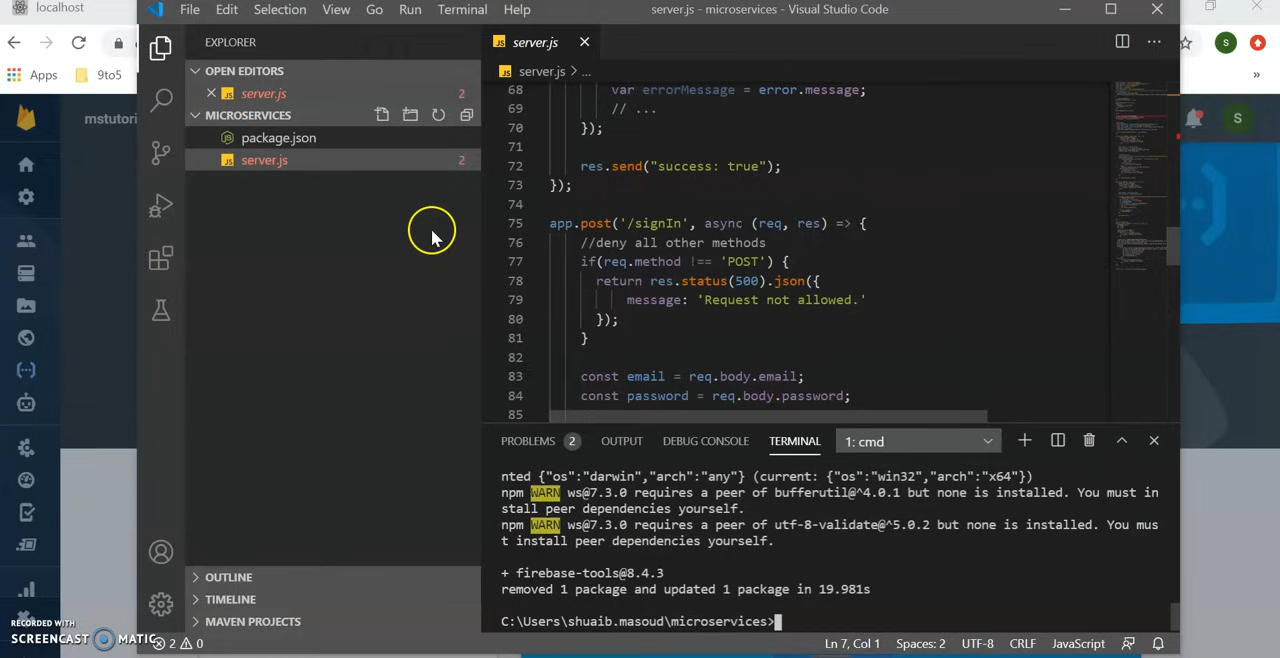 localhost
File Edit Selection View Go Run Terminal Help
server.js - microservices - Visual Studio Code
Apps 9to5
S
»
mstutori
S
EXPLORER
OPEN EDITORS
server.js 2
MICROSERVICES
package.json
server.js 2
OUTLINE
TIMELINE
MAVEN PROJECTS
JS server.js
JS server.js > ...
68 var errorMessage = error.message;
69 // ...
70 });
71
72 res.send("success: true");
73 });
74
75 app.post('/signIn', async (req, res) => {
76 //deny all other methods
77 if(req.method !== 'POST') {
78 return res.status(500).json({
79 message: 'Request not allowed.'
80 });
81 }
82
83 const email = req.body.email;
84 const password = req.body.password;
85
PROBLEMS 2 OUTPUT DEBUG CONSOLE TERMINAL 1: cmd
nted {"os":"darwin","arch":"any"} (current: {"os":"win32","arch":"x64"})
npm WARN ws@7.3.0 requires a peer of bufferutil@^4.0.1 but none is installed. You must in
stall peer dependencies yourself.
npm WARN ws@7.3.0 requires a peer of utf-8-validate@^5.0.2 but none is installed. You mus
t install peer dependencies yourself.
+ firebase-tools@8.4.3
removed 1 package and updated 1 package in 19.981s
C:\Users\shuaib.masoud\microservices>
RECORDED WITH
SCREENCAST MATIC
2 0 Ln 7, Col 1 Spaces: 2 UTF-8 CRLF JavaScript